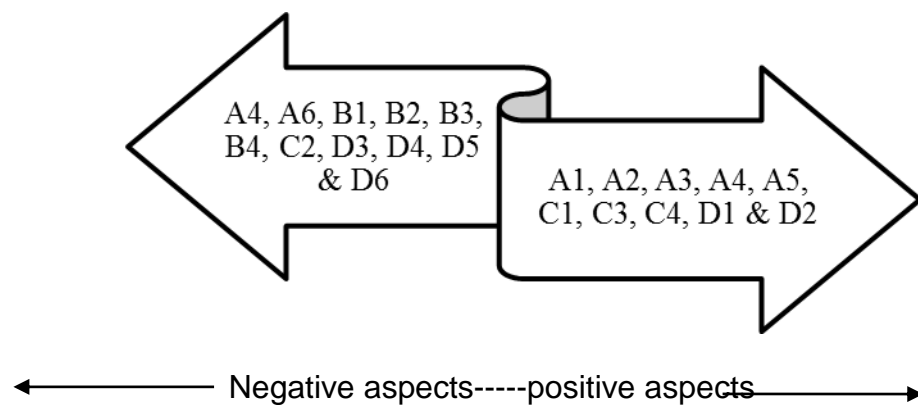 A4, A6, B1, B2, B3,
B4, C2, D3, D4, D5
& D6
A1, A2, A3, A4, A5,
C1, C3, C4, D1 & D2
Negative aspects-----positive aspects